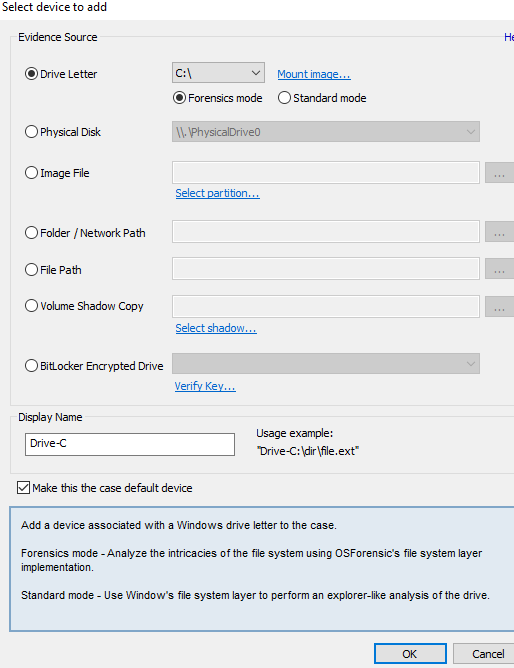 Select device to add
Evidence Source
He
Drive Letter
C:\
Mount image...
Forensics mode
Standard mode
Physical Disk
\\.\PhysicalDrive0
Image File
...
Select partition...
Folder / Network Path
...
File Path
...
Volume Shadow Copy
...
Select shadow...
BitLocker Encrypted Drive
Verify Key...
Display Name
Drive-C
Usage example:
"Drive-C:\dir\file.ext"
Make this the case default device
Add a device associated with a Windows drive letter to the case.
Forensics mode - Analyze the intricacies of the file system using OSForensic's file system layer
implementation.
Standard mode - Use Window's file system layer to perform an explorer-like analysis of the drive.
OK
Cancel